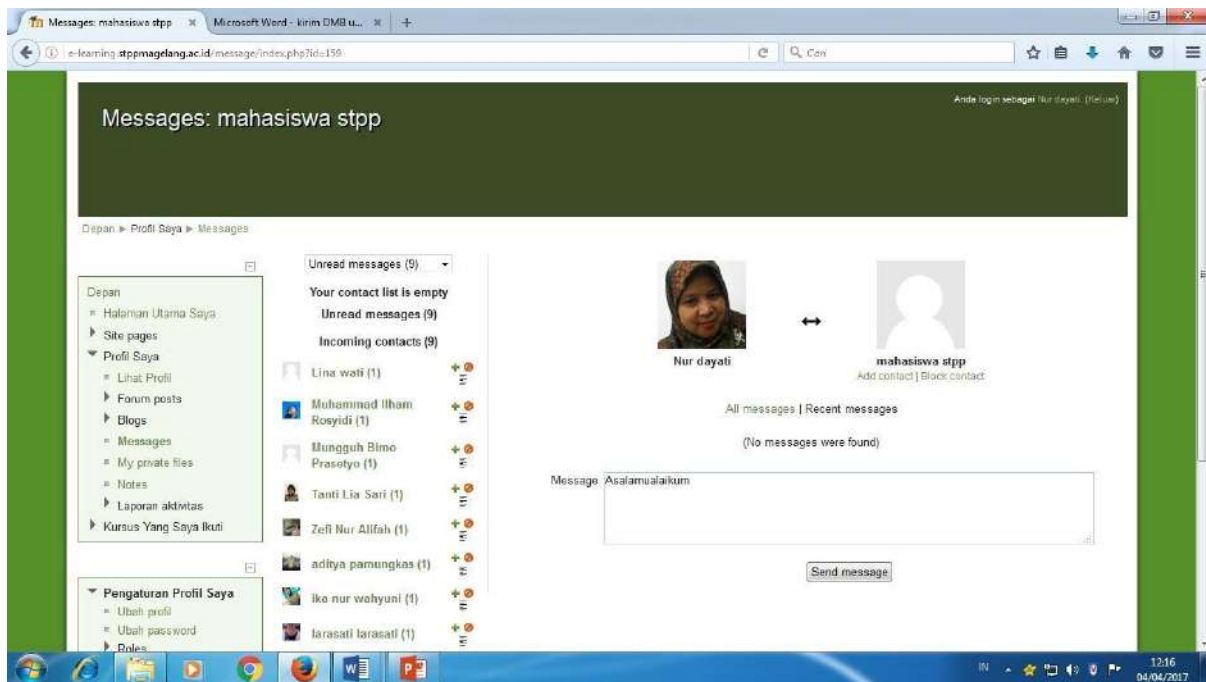 Messages: mahasiswa stpp
Microsoft Word - kirim DMB u...
e-learning.stppmagelang.ac.id/message/index.php?id=159
Cari
Messages: mahasiswa stpp
Anda login sebagai Nur dayati. (Keluar)
Depan ► Profil Saya ► Messages
Depan
Halaman Utama Saya
Site pages
Profil Saya
Lihat Profil
Forum posts
Blogs
Messages
My private files
Notes
Laporan aktivitas
Kursus Yang Saya Ikuti
Pengaturan Profil Saya
Ubah profil
Ubah password
Roles
Unread messages (9)
Your contact list is empty
Unread messages (9)
Incoming contacts (9)
Lina wati (1)
Muhammad Ilham
Rosyidi (1)
Mungguh Bimo
Prasetyo (1)
Tanti Lia Sari (1)
Zefi Nur Alifah (1)
aditya pamungkas (1)
ika nur wahyuni (1)
larasati larasati (1)
Nur dayati
mahasiswa stpp
Add contact | Block contact
All messages | Recent messages
(No messages were found)
Message
Asalamualaikum
Send message
IN
12:16
04/04/2017